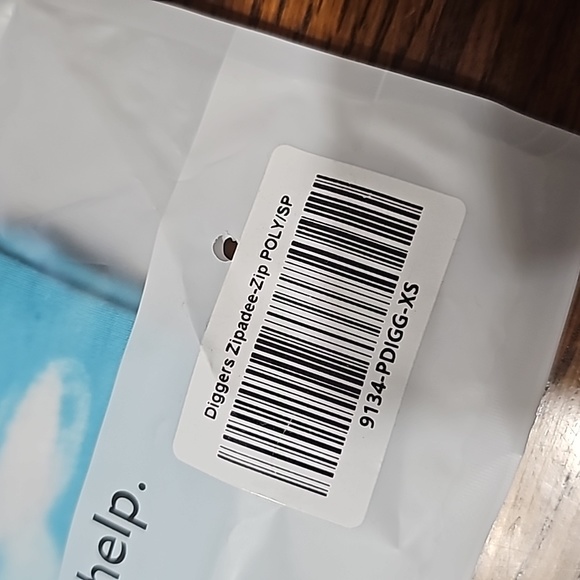 Diggers Zipadee-Zip POLY/SP
9134-PDIGG-XS
help.